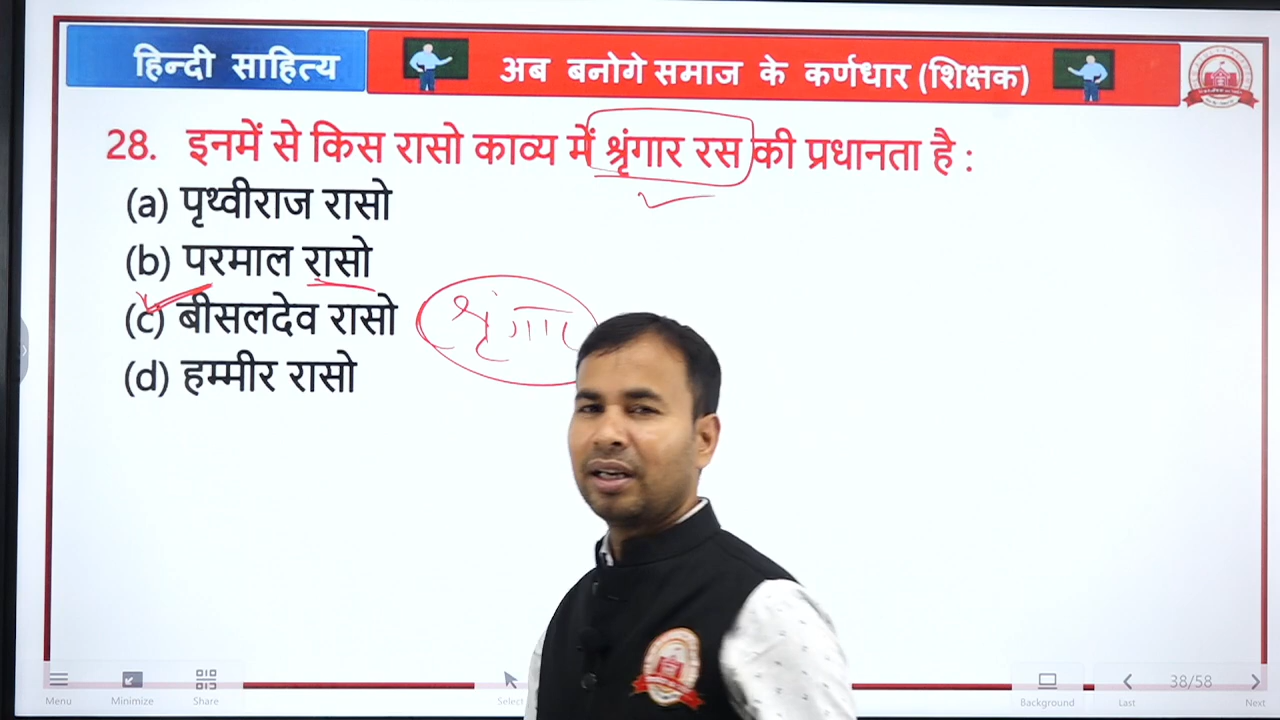 हिन्दी साहित्य
अब बनोगे समाज के कर्णधार (शिक्षक)
28. इनमें से किस रासो काव्य में श्रृंगार रस की प्रधानता है :
(a) पृथ्वीराज रासो
(b) परमाल रासो
(c) बीसलदेव रासो
श्रृंगार
(d) हम्मीर रासो
Menu
Minimize
Share
Select
Background
Last
38/58
Next